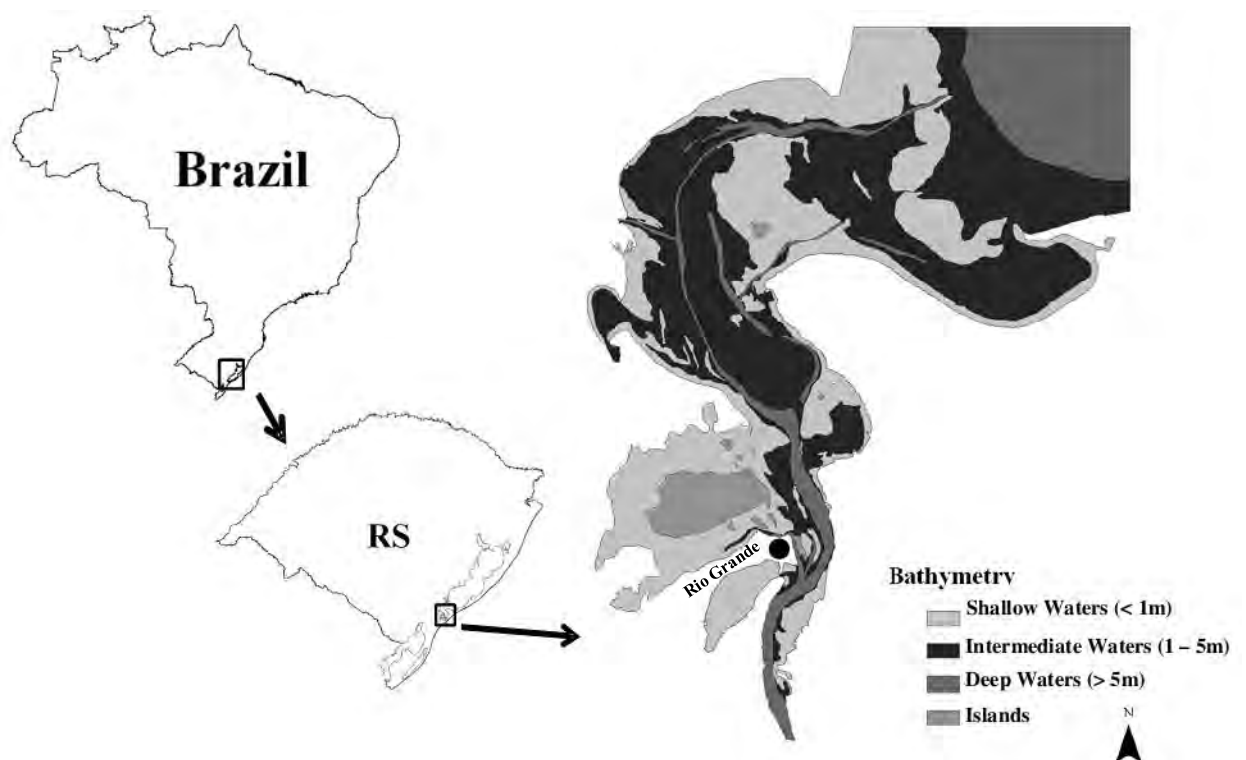 Brazil
RS
Rio Grande
Bathymetry
Shallow Waters (< 1m)
Intermediate Waters (1 – 5m)
Deep Waters (> 5m)
Islands
N